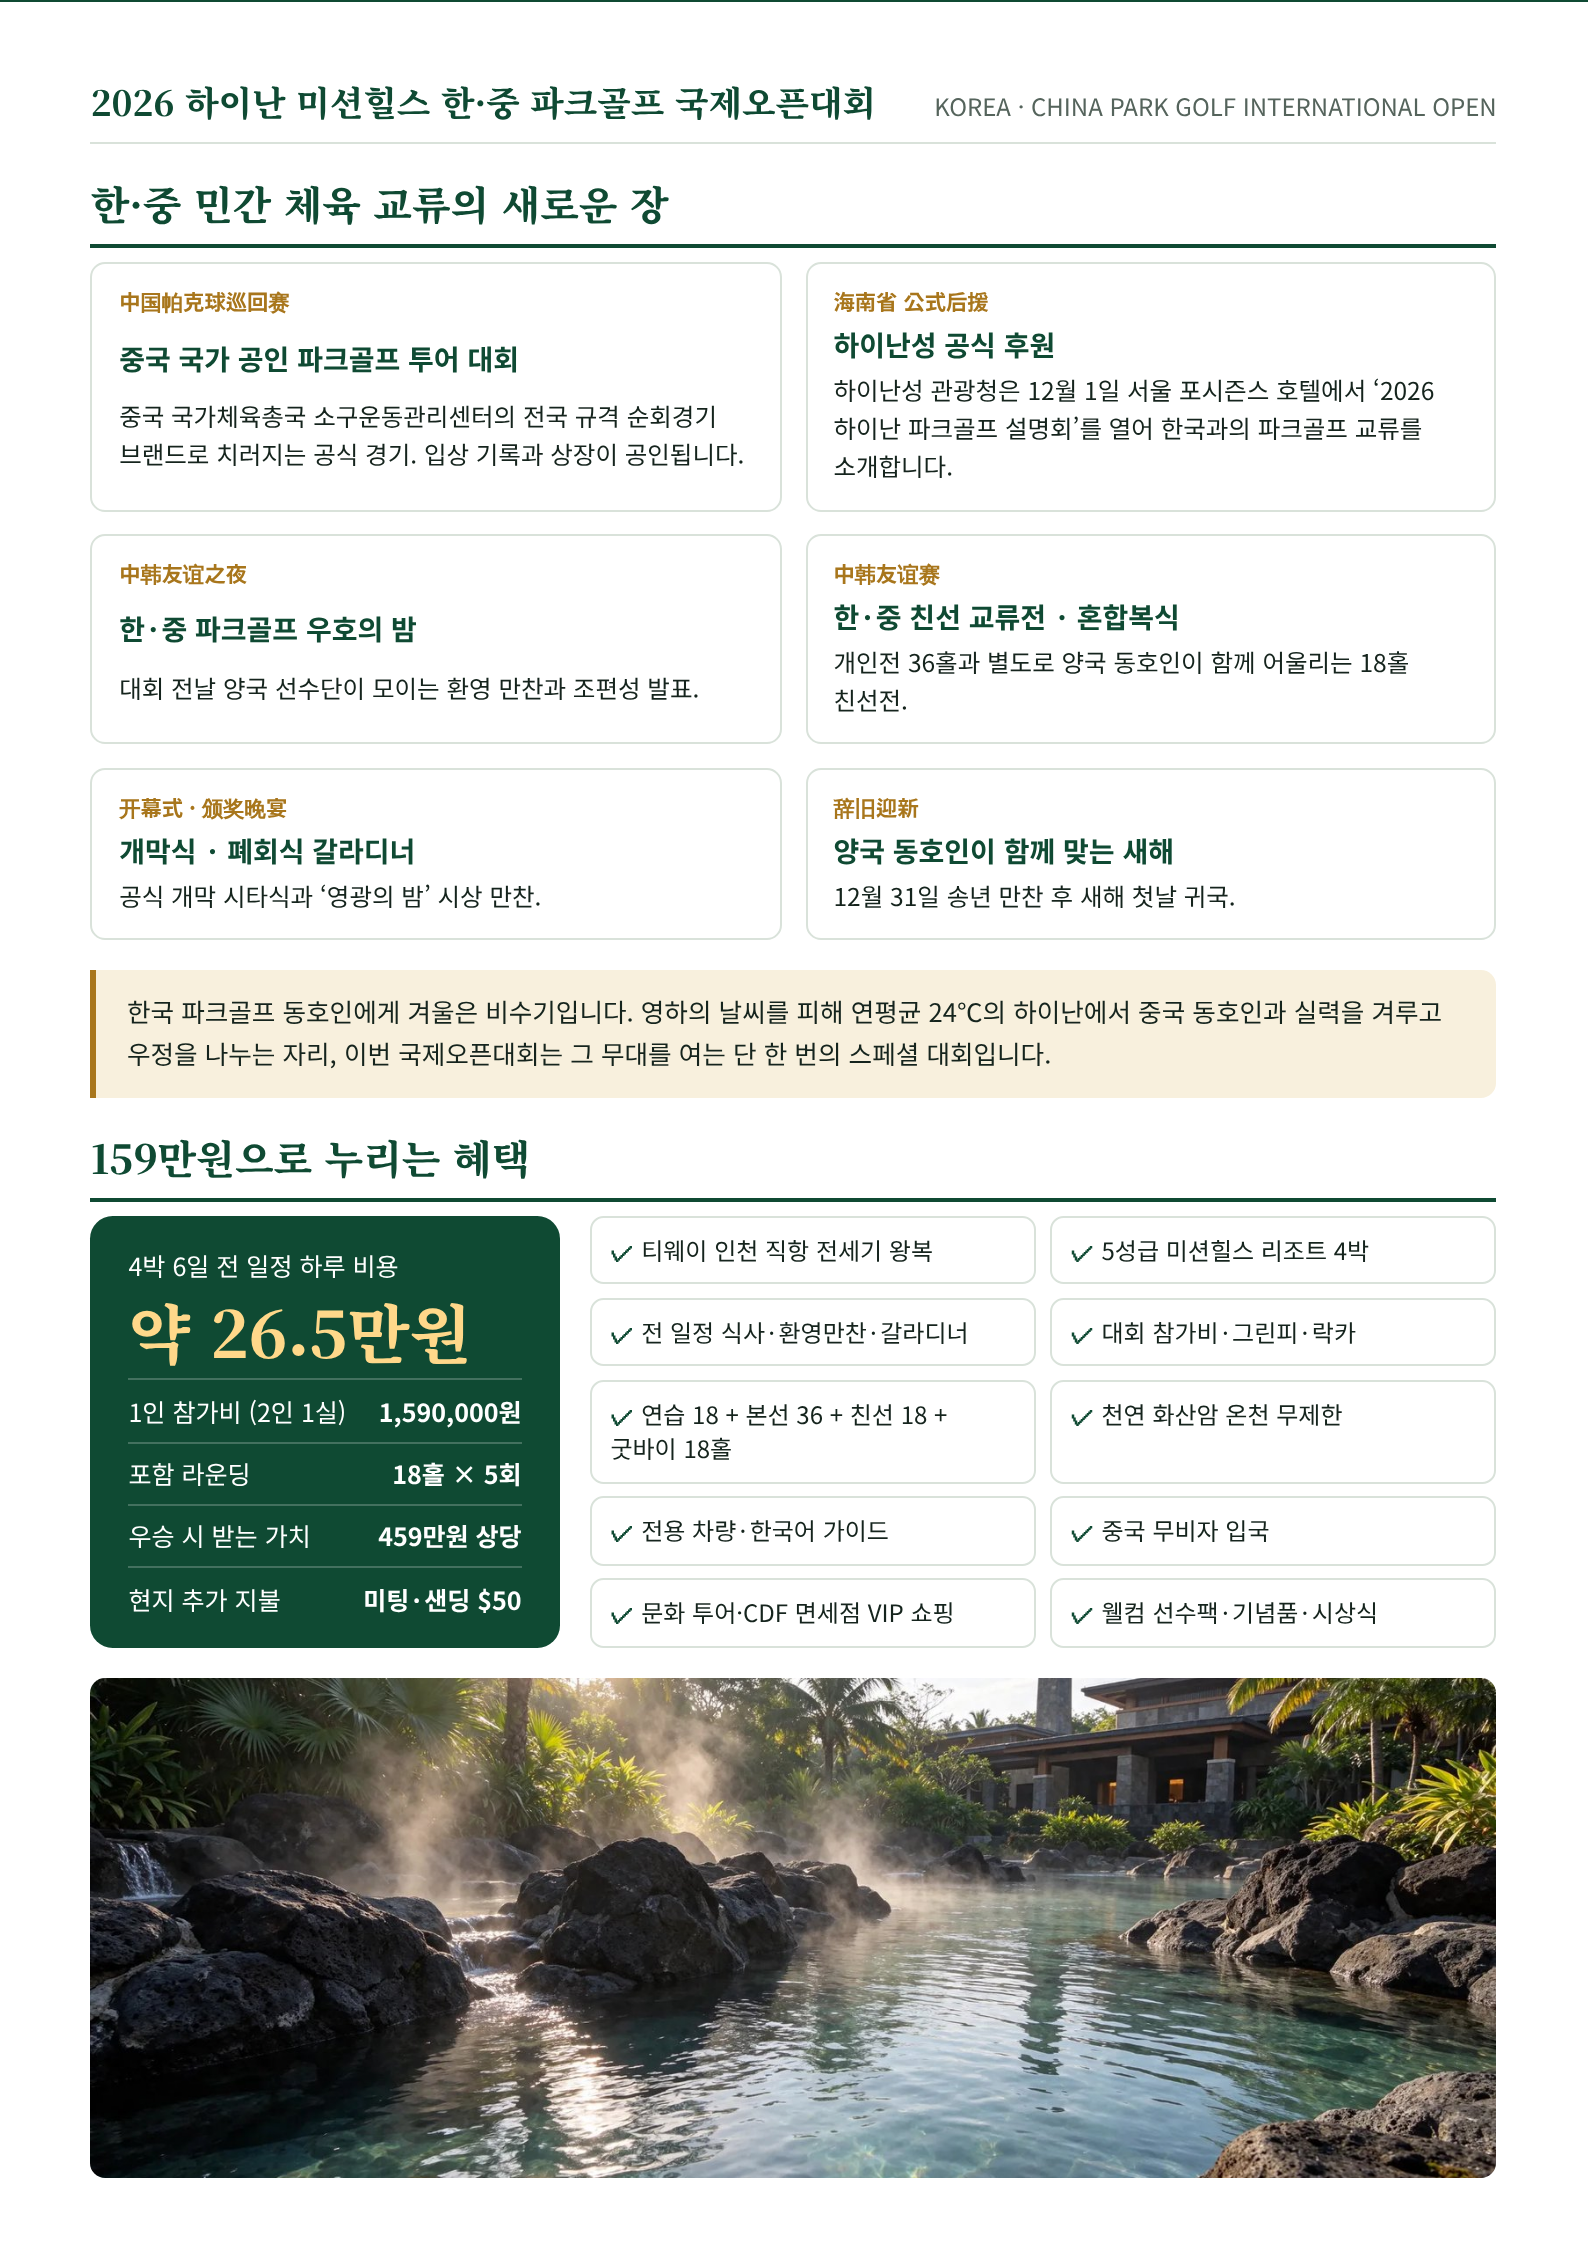 2026 하이난 미션힐스 한·중 파크골프 국제오픈대회
KOREA · CHINA PARK GOLF INTERNATIONAL OPEN
한·중 민간 체육 교류의 새로운 장
中国帕克球巡回赛
중국 국가 공인 파크골프 투어 대회
중국 국가체육총국 소구운동관리센터의 전국 규격 순회경기
브랜드로 치러지는 공식 경기. 입상 기록과 상장이 공인됩니다.
海南省 公式后援
하이난성 공식 후원
하이난성 관광청은 12월 1일 서울 포시즌스 호텔에서 ‘2026
하이난 파크골프 설명회’를 열어 한국과의 파크골프 교류를
소개합니다.
中韩友谊之夜
한·중 파크골프 우호의 밤
대회 전날 양국 선수단이 모이는 환영 만찬과 조편성 발표.
中韩友谊赛
한·중 친선 교류전 · 혼합복식
개인전 36홀과 별도로 양국 동호인이 함께 어울리는 18홀
친선전.
开幕式 · 颁奖晚宴
개막식 · 폐회식 갈라디너
공식 개막 시타식과 ‘영광의 밤’ 시상 만찬.
辞旧迎新
양국 동호인이 함께 맞는 새해
12월 31일 송년 만찬 후 새해 첫날 귀국.
한국 파크골프 동호인에게 겨울은 비수기입니다. 영하의 날씨를 피해 연평균 24℃의 하이난에서 중국 동호인과 실력을 겨루고
우정을 나누는 자리, 이번 국제오픈대회는 그 무대를 여는 단 한 번의 스페셜 대회입니다.
159만원으로 누리는 혜택
4박 6일 전 일정 하루 비용
약 26.5만원
1인 참가비 (2인 1실) 1,590,000원
포함 라운딩 18홀 × 5회
우승 시 받는 가치 459만원 상당
현지 추가 지불 미팅·샌딩 $50
✓ 티웨이 인천 직항 전세기 왕복
✓ 5성급 미션힐스 리조트 4박
✓ 전 일정 식사·환영만찬·갈라디너
✓ 대회 참가비·그린피·락카
✓ 연습 18 + 본선 36 + 친선 18 +
굿바이 18홀
✓ 천연 화산암 온천 무제한
✓ 전용 차량·한국어 가이드
✓ 중국 무비자 입국
✓ 문화 투어·CDF 면세점 VIP 쇼핑
✓ 웰컴 선수팩·기념품·시상식